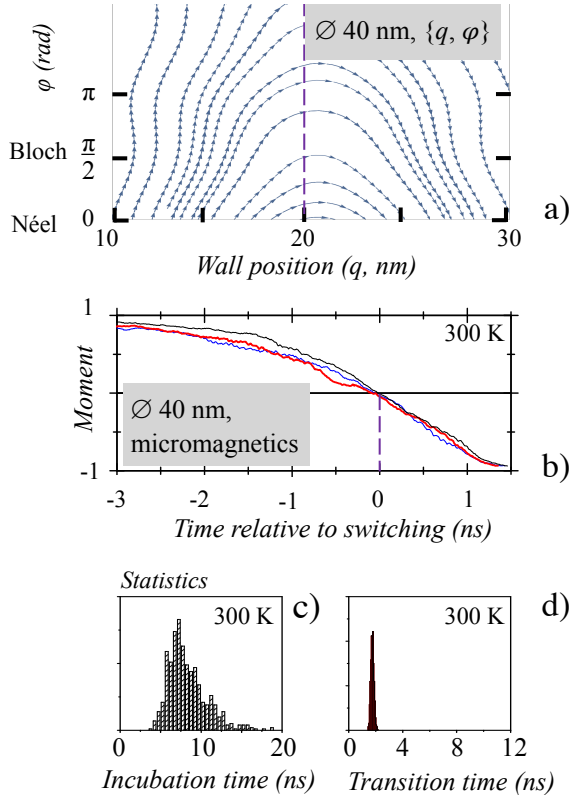 φ (rad)
∅ 40 nm, {q, φ}
π
Bloch π/2
Néel 0
10 15 20 25 30
Wall position (q, nm)
a)
1
300 K
Moment
∅ 40 nm,
micromagnetics
-1
b)
-3 -2 -1 0 1
Time relative to switching (ns)
Statistics
300 K
c)
0 10 20
Incubation time (ns)
300 K
d)
0 4 8 12
Transition time (ns)